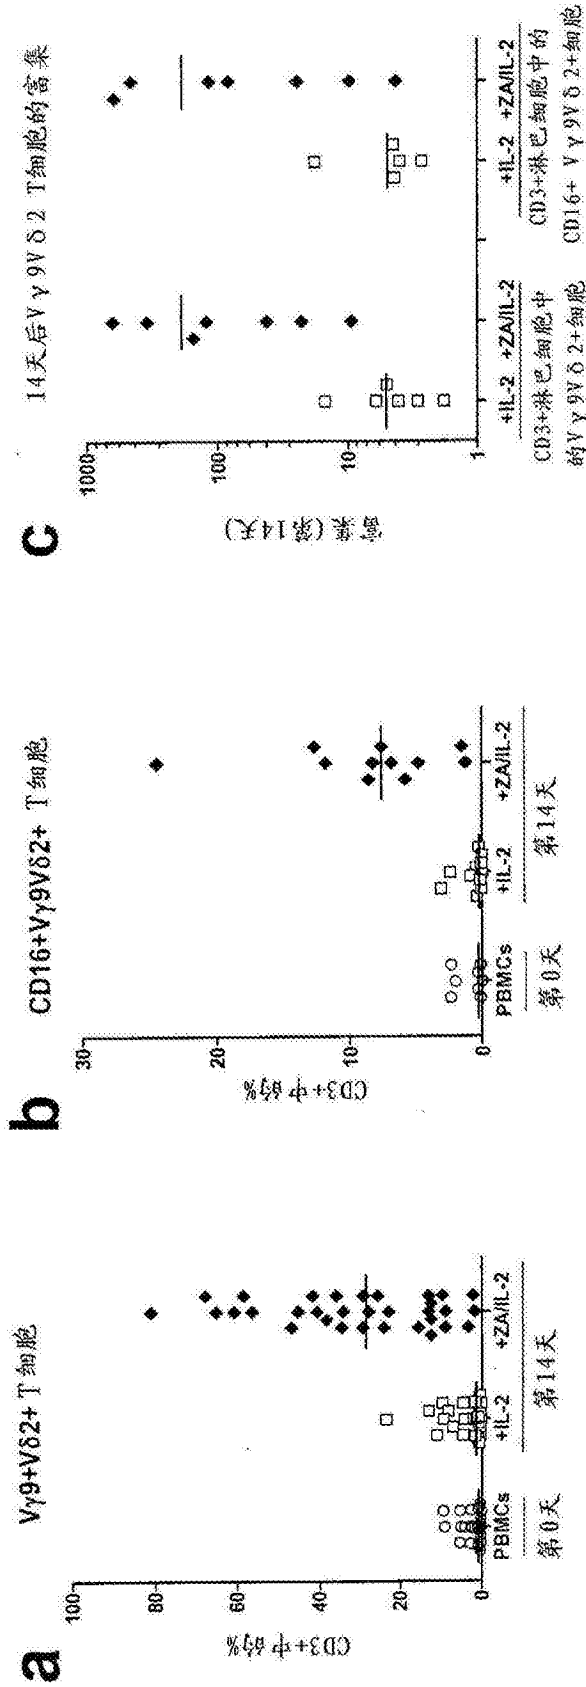 a
Vγ9+Vδ2+ T细胞
CD3+中的%
100
80
60
40
20
0
PBMCs
+IL-2
+ZA/IL-2
第0天
第14天
b
CD16+Vγ9Vδ2+ T细胞
CD3+中的%
30
20
10
0
PBMCs
+IL-2
+ZA/IL-2
第0天
第14天
c
14天后Vγ9Vδ2 T细胞的富集
富集(第14天)
1000
100
10
1
+IL-2 +ZA/IL-2
+IL-2 +ZA/IL-2
CD3+淋巴细胞中
的Vγ9Vδ2+细胞
CD3+淋巴细胞中的
CD16+ Vγ9Vδ2+细胞